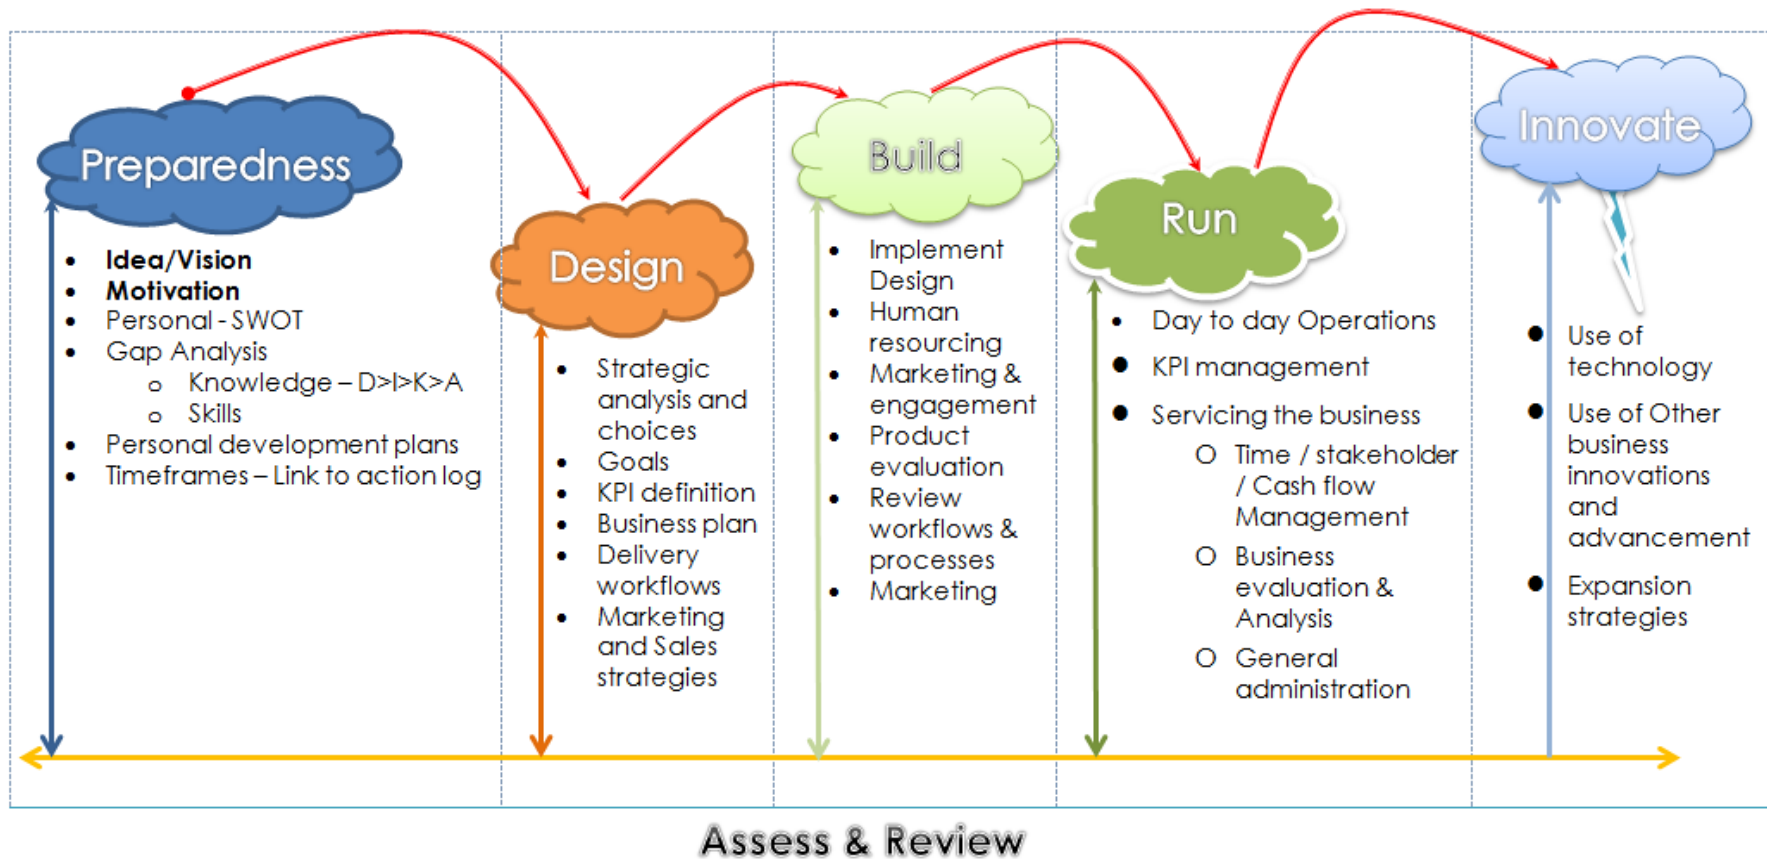 Preparedness
• Idea/Vision
• Motivation
• Personal - SWOT
• Gap Analysis
o Knowledge – D>I>K>A
o Skills
• Personal development plans
• Timeframes – Link to action log
Design
• Strategic
analysis and
choices
• Goals
• KPI definition
• Business plan
• Delivery
workflows
• Marketing
and Sales
strategies
Build
• Implement
Design
• Human
resourcing
• Marketing &
engagement
• Product
evaluation
• Review
workflows &
processes
• Marketing
Run
• Day to day Operations
• KPI management
• Servicing the business
o Time / stakeholder
/ Cash flow
Management
o Business
evaluation &
Analysis
o General
administration
Innovate
• Use of
technology
• Use of Other
business
innovations
and
advancement
• Expansion
strategies
Assess & Review